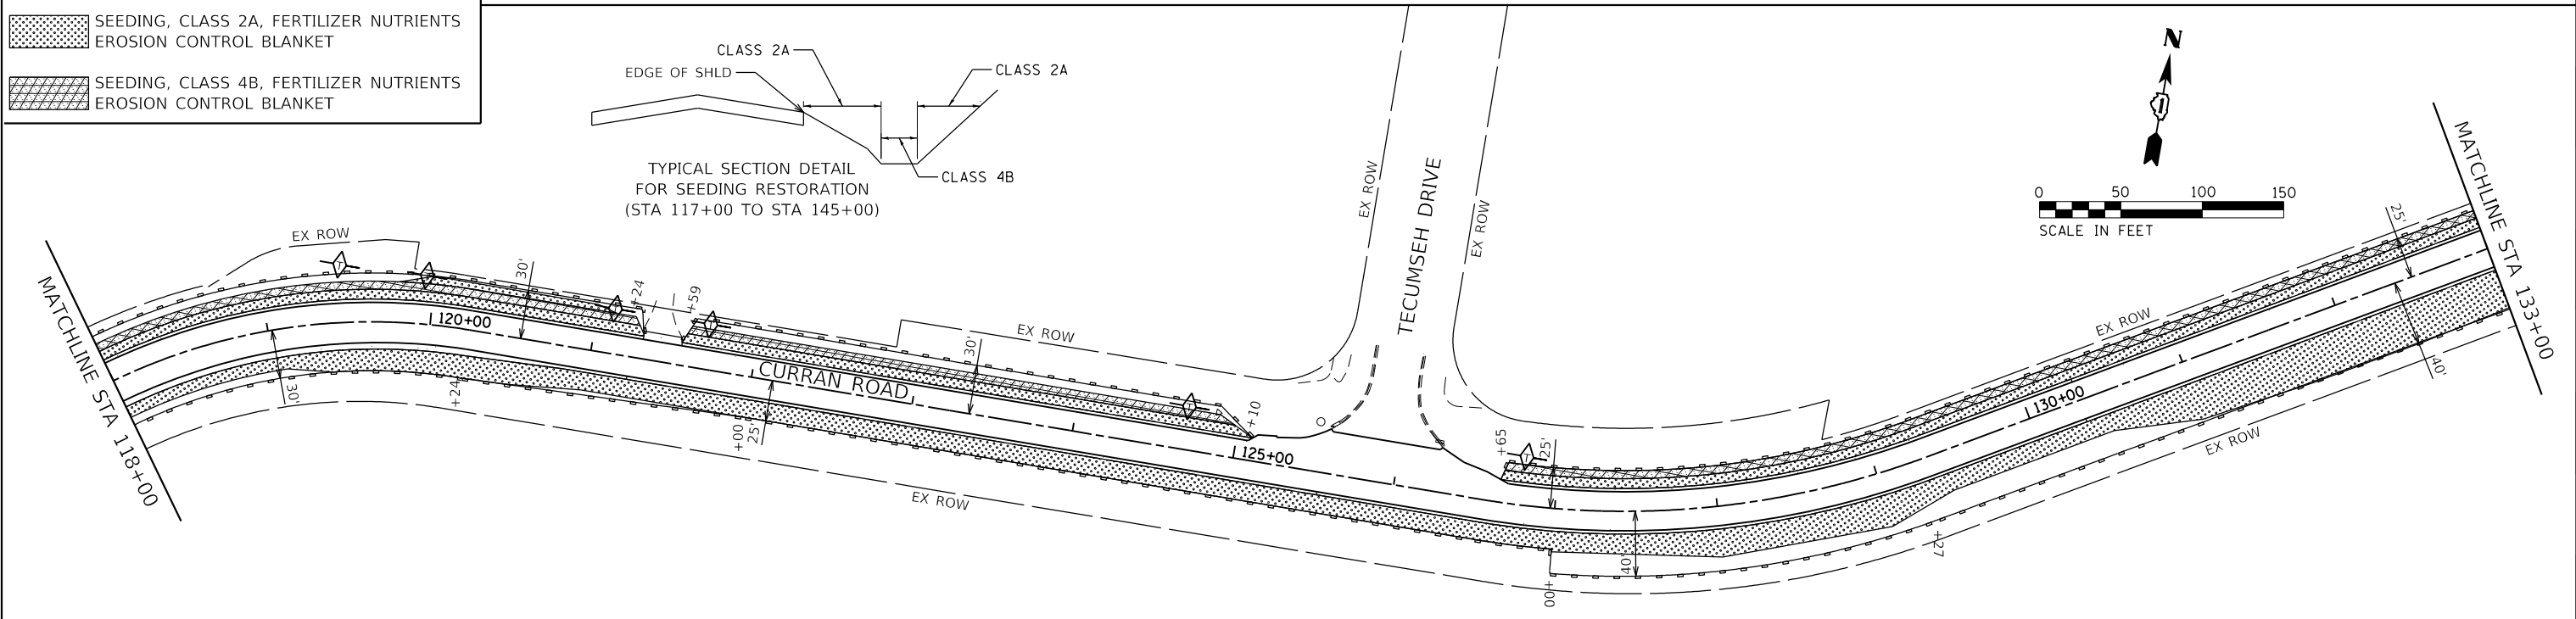 SEEDING, CLASS 2A, FERTILIZER NUTRIENTS
EROSION CONTROL BLANKET
SEEDING, CLASS 4B, FERTILIZER NUTRIENTS
EROSION CONTROL BLANKET
CLASS 2A
EDGE OF SHLD
CLASS 2A
CLASS 4B
TYPICAL SECTION DETAIL
FOR SEEDING RESTORATION
(STA 117+00 TO STA 145+00)
N
I
0 50 100 150
SCALE IN FEET
MATCHLINE STA 118+00
EX ROW
T
T
30'
T
+24
+59
T
120+00
30'
+24
CURRAN ROAD
+00
25'
30'
EX ROW
EX ROW
T
+10
125+00
EX ROW
TECUMSEH DRIVE
EX ROW
+65
T
25'
+00
40'
+27
130+00
EX ROW
EX ROW
25'
40'
MATCHLINE STA 133+00